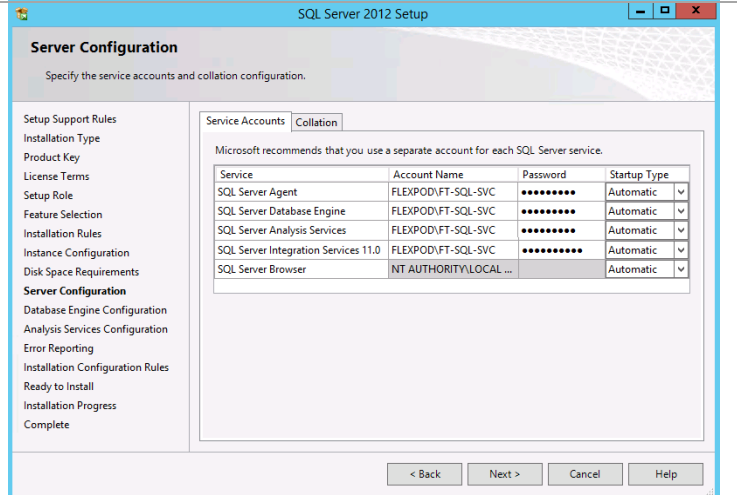 SQL Server 2012 Setup
Server Configuration
Specify the service accounts and collation configuration.
Setup Support Rules
Installation Type
Product Key
License Terms
Setup Role
Feature Selection
Installation Rules
Instance Configuration
Disk Space Requirements
Server Configuration
Database Engine Configuration
Analysis Services Configuration
Error Reporting
Installation Configuration Rules
Ready to Install
Installation Progress
Complete
Service Accounts Collation
Microsoft recommends that you use a separate account for each SQL Server service.
Service Account Name Password Startup Type
SQL Server Agent FLEXPOD\FT-SQL-SVC ●●●●●●●●● Automatic
SQL Server Database Engine FLEXPOD\FT-SQL-SVC ●●●●●●●●● Automatic
SQL Server Analysis Services FLEXPOD\FT-SQL-SVC ●●●●●●●●● Automatic
SQL Server Integration Services 11.0 FLEXPOD\FT-SQL-SVC ●●●●●●●●●● Automatic
SQL Server Browser NT AUTHORITY\LOCAL ... Automatic
< Back Next > Cancel Help